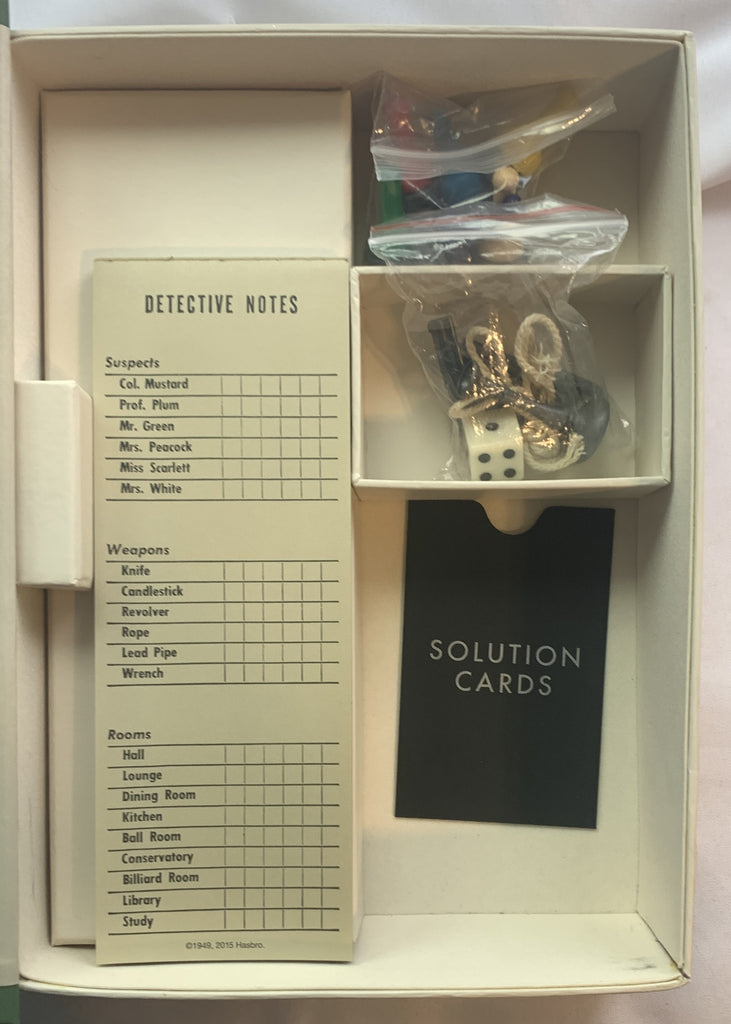 DETECTIVE NOTES
Suspects
Col. Mustard
Prof. Plum
Mr. Green
Mrs. Peacock
Miss Scarlett
Mrs. White
Weapons
Knife
Candlestick
Revolver
Rope
Lead Pipe
Wrench
Rooms
Hall
Lounge
Dining Room
Kitchen
Ball Room
Conservatory
Billiard Room
Library
Study
©1949, 2015 Hasbro.
SOLUTION
CARDS